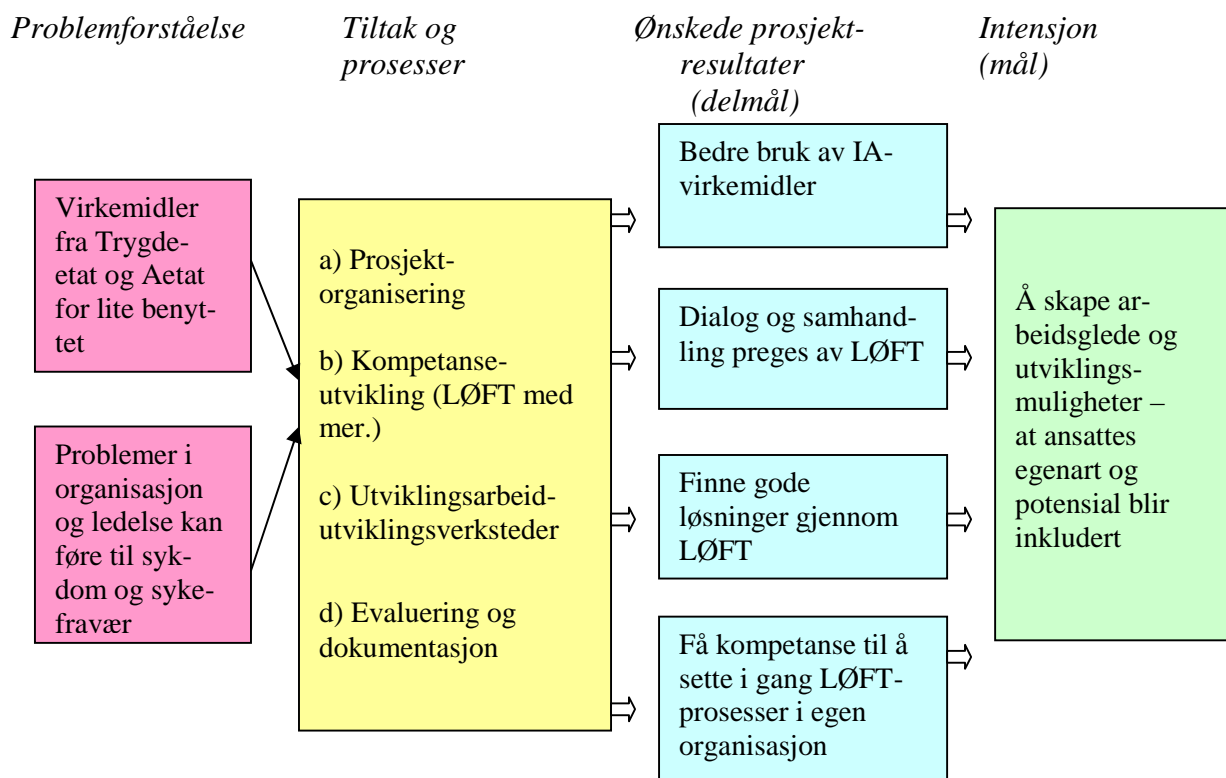 Problemforståelse
Tiltak og
prosesser
Ønskede prosjekt-
resultater
(delmål)
Intensjon
(mål)
Virkemidler
fra Trygde-
etat og Aetat
for lite benyt-
tet
Problemer i
organisasjon
og ledelse kan
føre til syk-
dom og syke-
fravær
a) Prosjekt-
organisering
b) Kompetanse-
utvikling (LØFT med
mer.)
c) Utviklingsarbeid-
utviklingsverksteder
d) Evaluering og
dokumentasjon
Bedre bruk av IA-
virkemidler
Dialog og samhand-
ling preges av LØFT
Finne gode
løsninger gjennom
LØFT
Få kompetanse til å
sette i gang LØFT-
prosesser i egen
organisasjon
Å skape ar-
beidsglede og
utviklings-
muligheter –
at ansattes
egenart og
potensial blir
inkludert